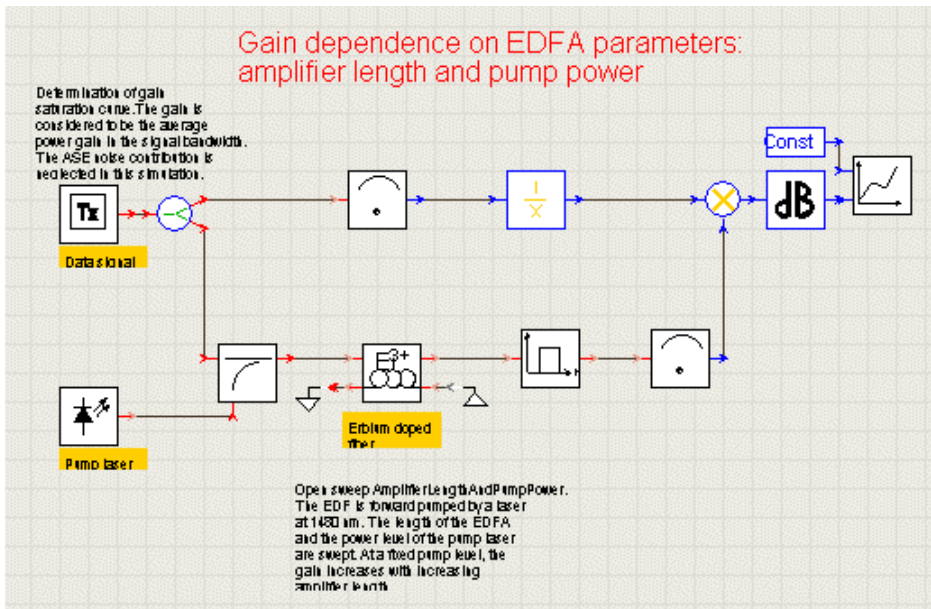 Gain dependence on EDFA parameters:
amplifier length and pump power
Determination of gain
saturation curve. The gain is
considered to be the average
power gain in the signal bandwidth.
The ASE noise contribution is
neglected in this simulation.
Const
Tx
1
x
dB
Data signal
Er3+
Erbium doped
fiber
Pump laser
Open sweep AmplifierLengthAndPumpPower.
The EDF is forward pumped by a laser
at 1480 nm. The length of the EDFA
and the power level of the pump laser
are swept. At a fixed pump level, the
gain increases with increasing
amplifier length